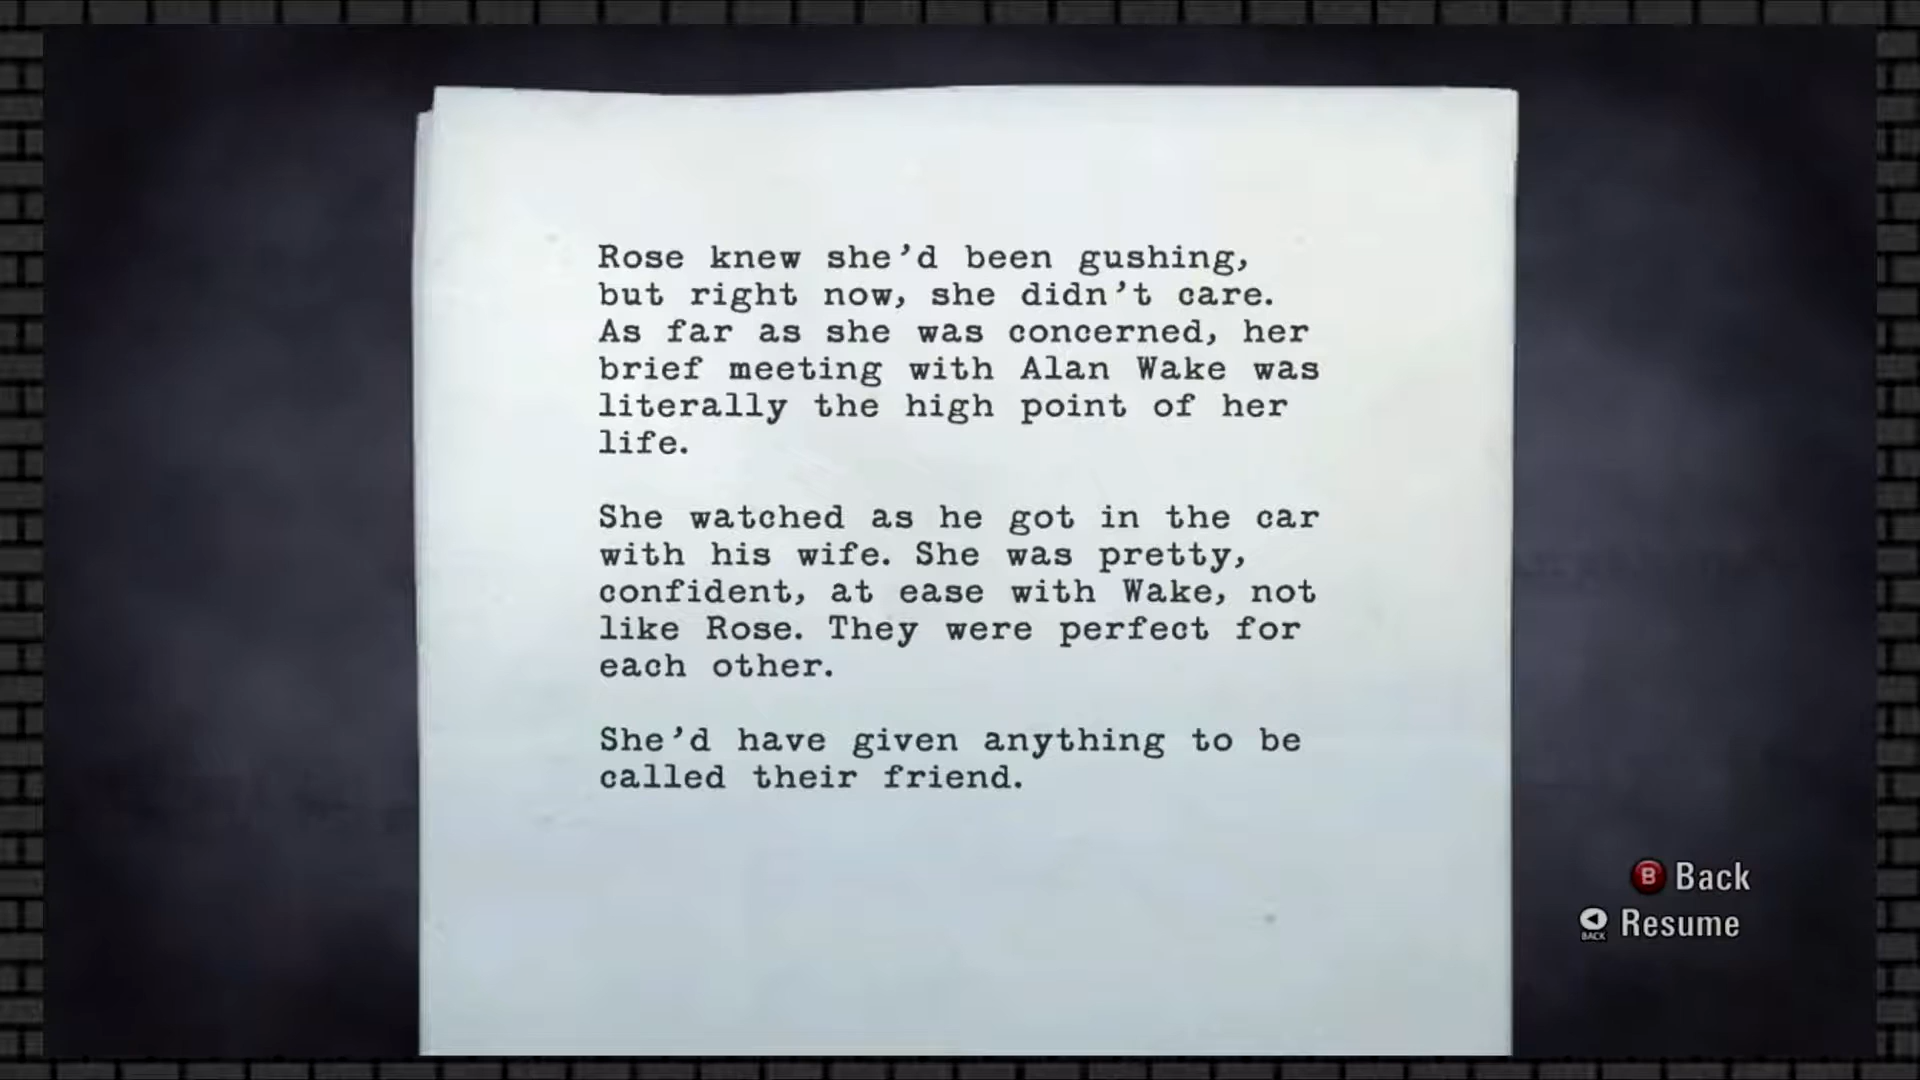 Rose knew she’d been gushing,
but right now, she didn’t care.
As far as she was concerned, her
brief meeting with Alan Wake was
literally the high point of her
life.
She watched as he got in the car
with his wife. She was pretty,
confident, at ease with Wake, not
like Rose. They were perfect for
each other.
She’d have given anything to be
called their friend.
B Back
BACK Resume